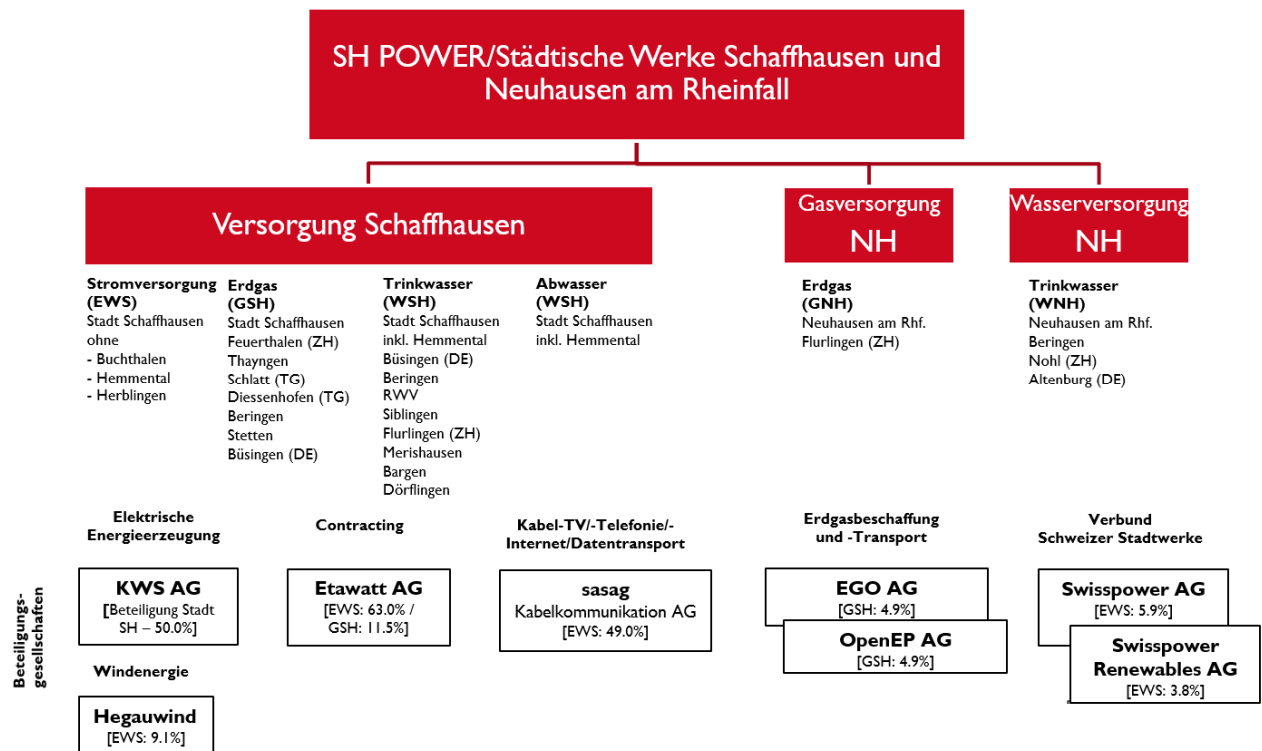 SH POWER/Städtische Werke Schaffhausen und
Neuhausen am Rheinfall
Versorgung Schaffhausen
Gasversorgung
NH
Wasserversorgung
NH
Stromversorgung
(EWS)
Stadt Schaffhausen
ohne
- Buchthalen
- Hemmental
- Herblingen
Erdgas
(GSH)
Stadt Schaffhausen
Feuerthalen (ZH)
Thayngen
Schlatt (TG)
Diessenhofen (TG)
Beringen
Stetten
Büsingen (DE)
Trinkwasser
(WSH)
Stadt Schaffhausen
inkl. Hemmental
Büsingen (DE)
Beringen
RWV
Siblingen
Flurlingen (ZH)
Merishausen
Bargen
Dörflingen
Abwasser
(WSH)
Stadt Schaffhausen
inkl. Hemmental
Erdgas
(GNH)
Neuhausen am Rhf.
Flurlingen (ZH)
Trinkwasser
(WNH)
Neuhausen am Rhf.
Beringen
Nohl (ZH)
Altenburg (DE)
Beteiligungs-
gesellschaften
Elektrische
Energieerzeugung
KWS AG
[Beteiligung Stadt
SH – 50.0%]
Windenergie
Hegauwind
[EWS: 9.1%]
Contracting
Etawatt AG
[EWS: 63.0% /
GSH: 11.5%]
Kabel-TV/-Telefonie/-
Internet/Datentransport
sasag
Kabelkommunikation AG
[EWS: 49.0%]
Erdgasbeschaffung
und -Transport
EGO AG
[GSH: 4.9%]
OpenEP AG
[GSH: 4.9%]
Verbund
Schweizer Stadtwerke
Swisspower AG
[EWS: 5.9%]
Swisspower
Renewables AG
[EWS: 3.8%]